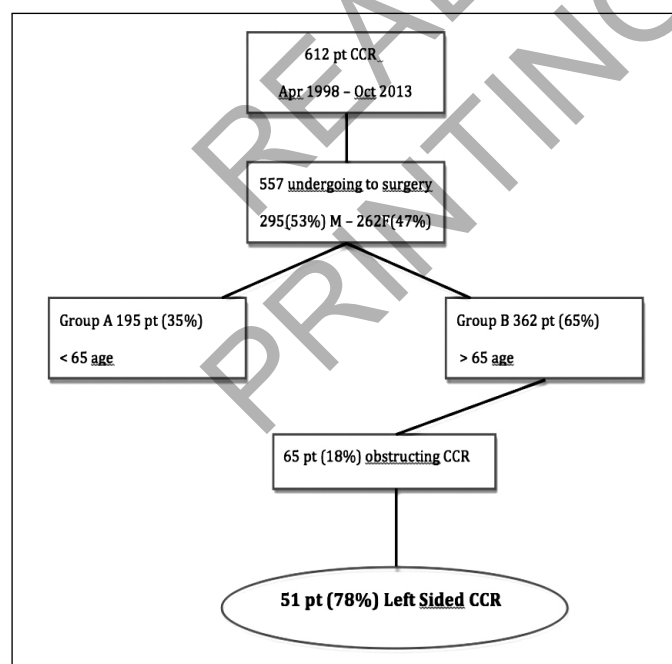 612 pt CCR
Apr 1998 – Oct 2013
557 undergoing to surgery
295(53%) M – 262F(47%)
Group A 195 pt (35%)
< 65 age
Group B 362 pt (65%)
> 65 age
65 pt (18%) obstructing CCR
51 pt (78%) Left Sided CCR
PRINTING